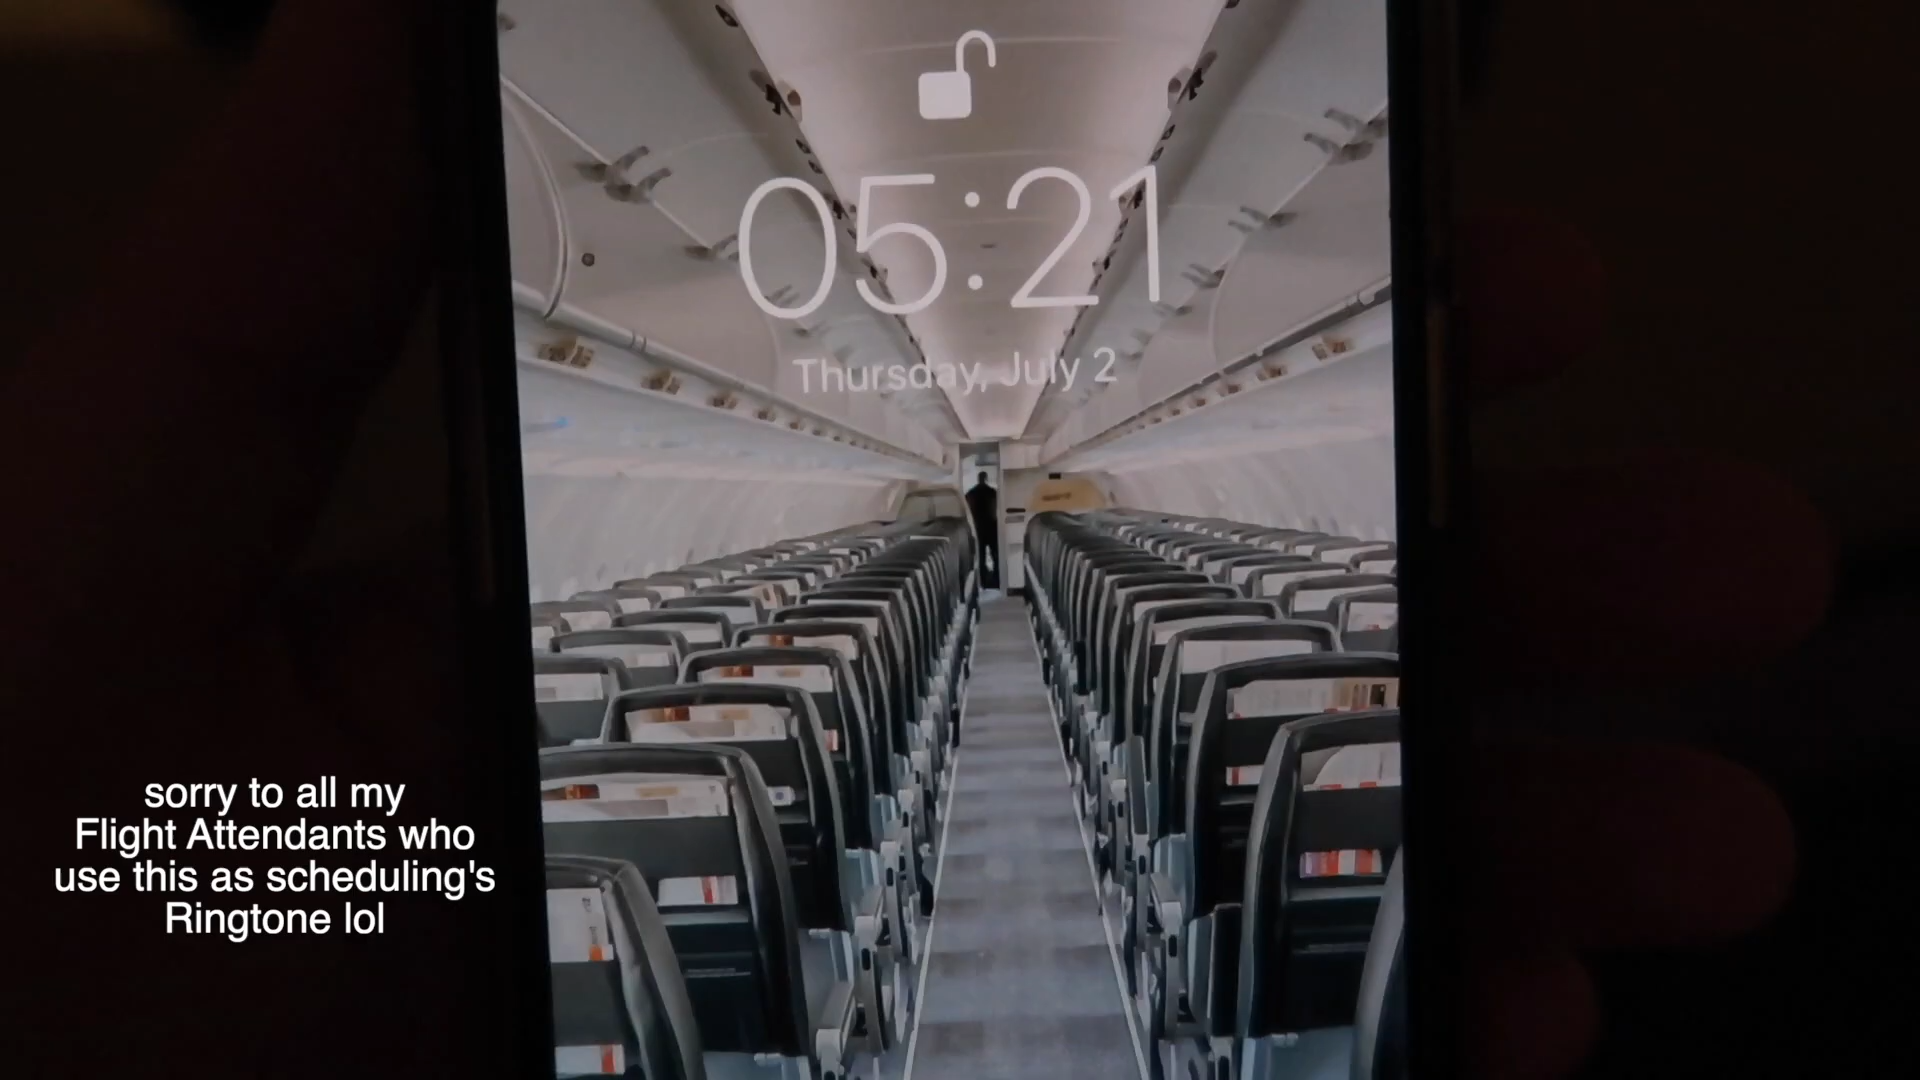 05:21
Thursday, July 2
sorry to all my
Flight Attendants who
use this as scheduling's
Ringtone lol